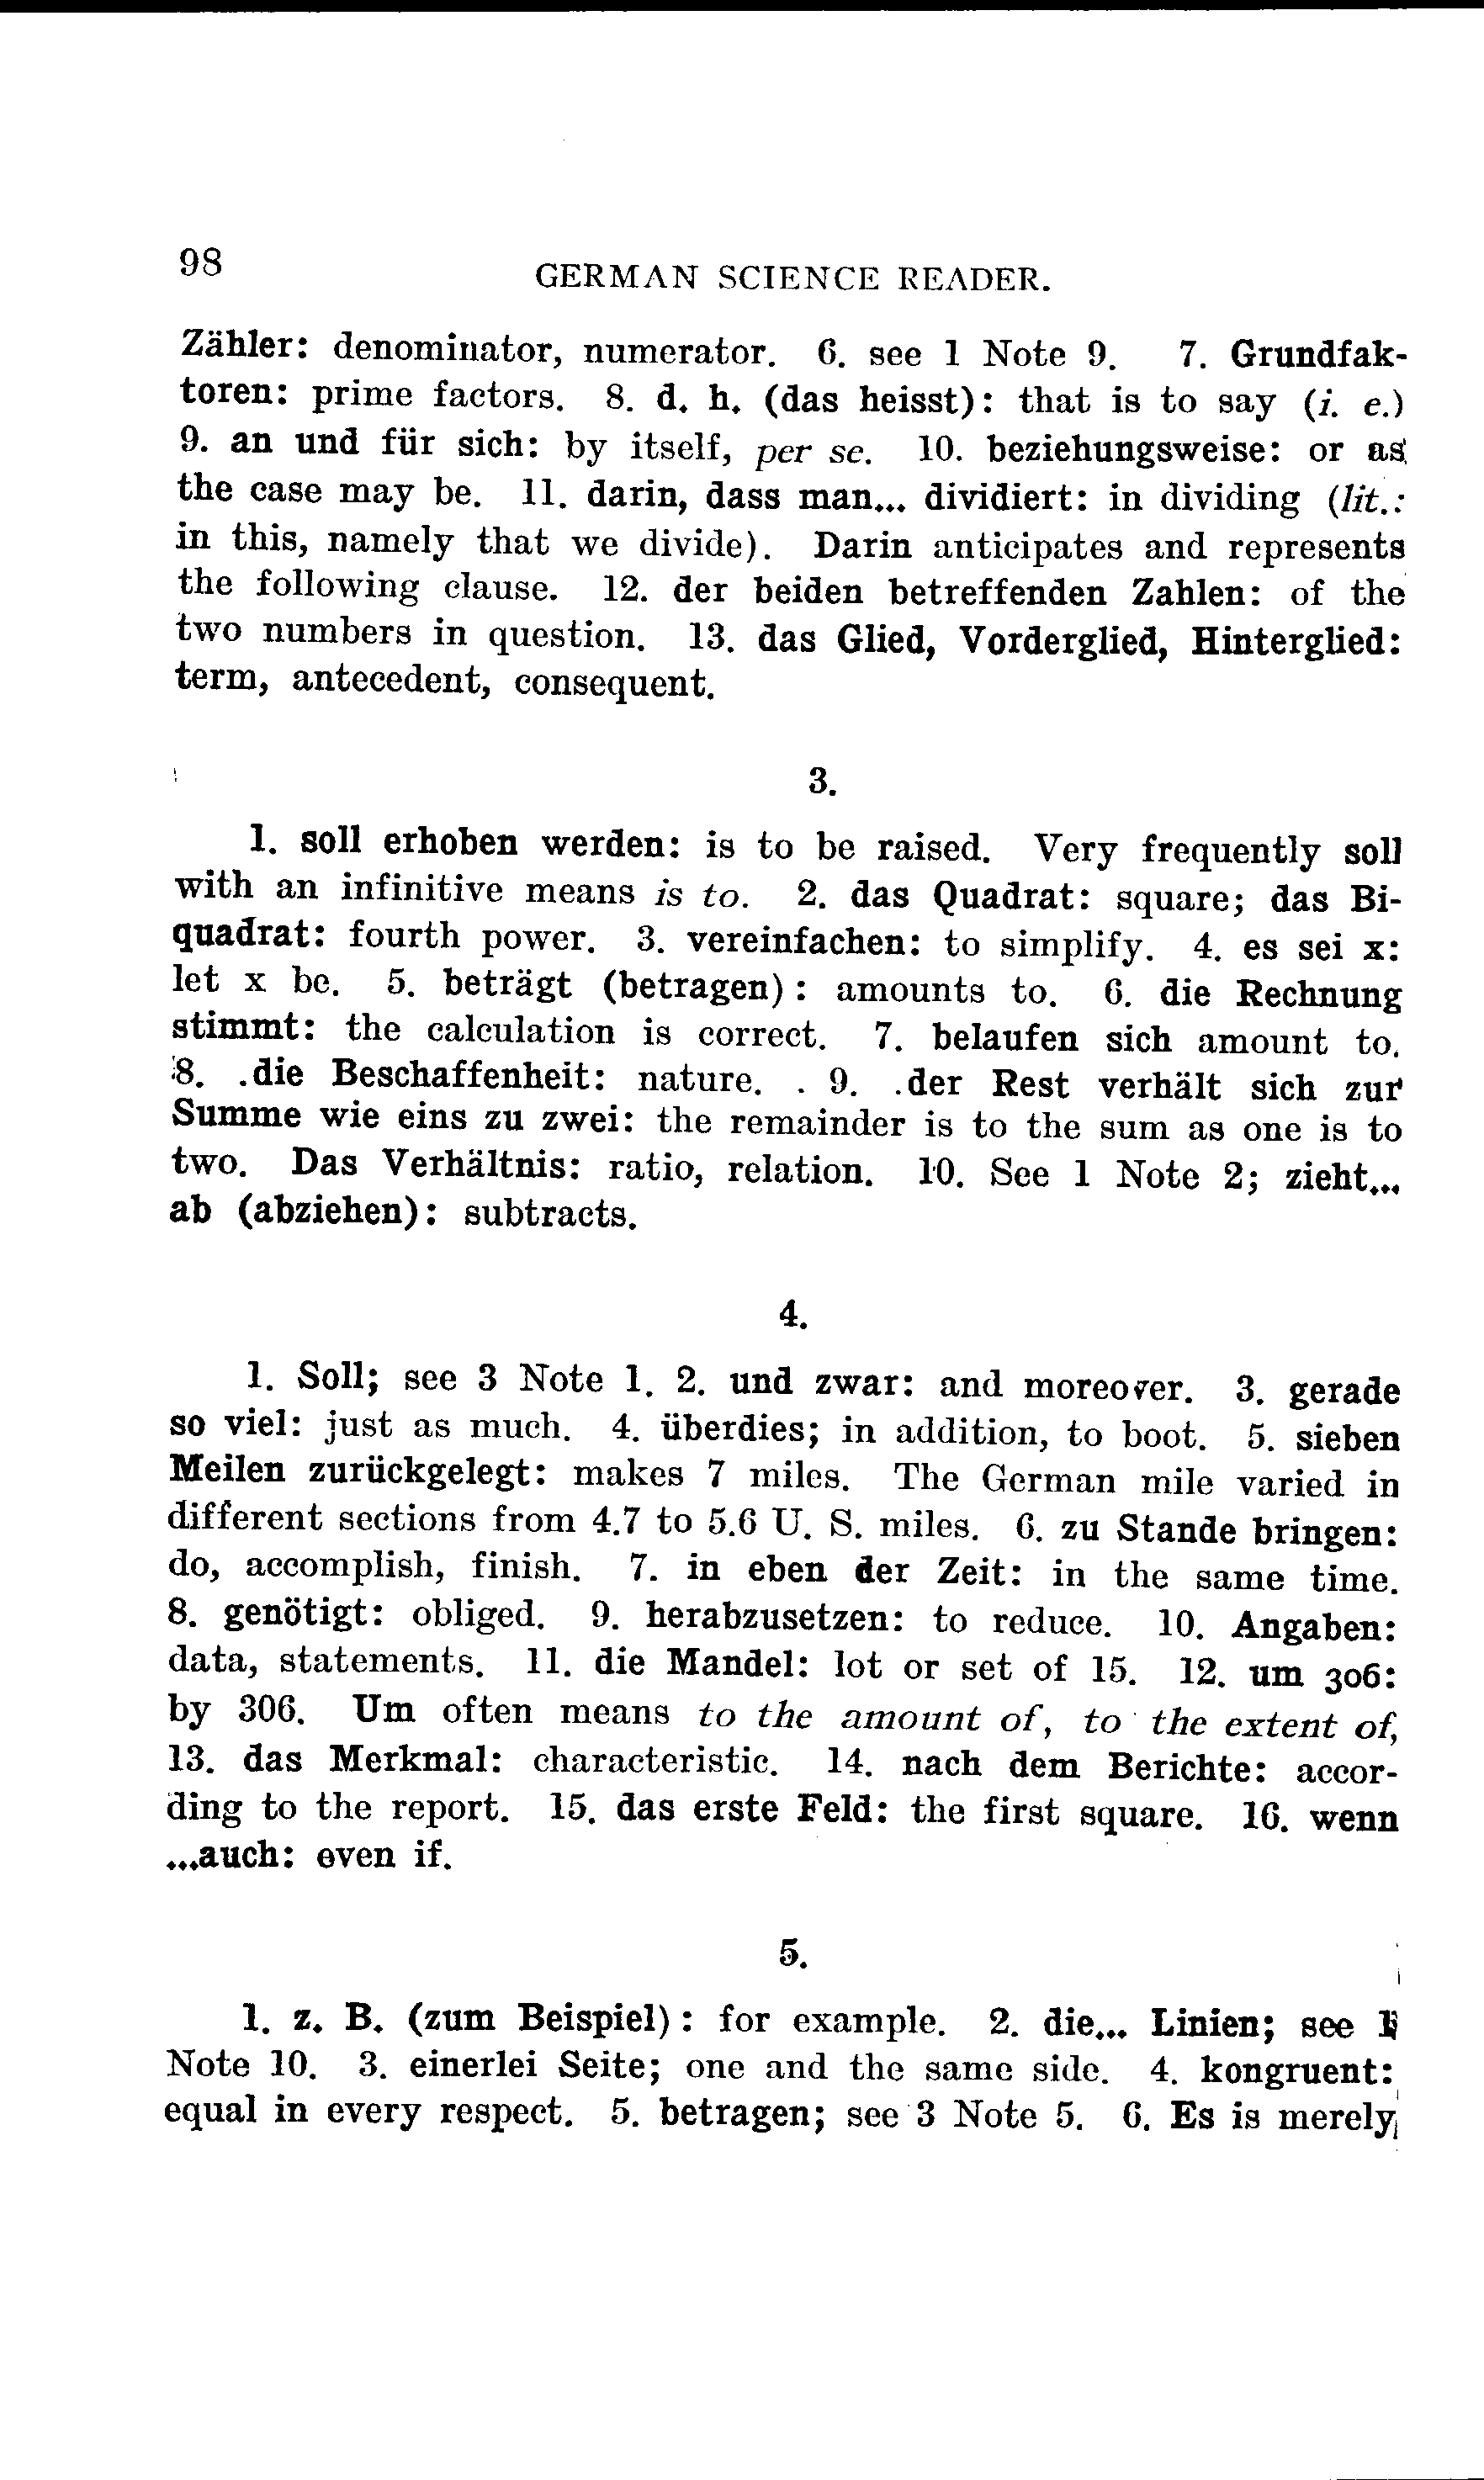 98
GERMAN SCIENCE READER.
Zähler: denominator, numerator. 6. see 1 Note 9. 7. Grundfak-
toren: prime factors. 8. d. h. (das heisst): that is to say (i. e.)
9. an und für sich: by itself, per se. 10. beziehungsweise: or as
the case may be. 11. darin, dass man... dividiert: in dividing (lit.:
in this, namely that we divide). Darin anticipates and represents
the following clause. 12. der beiden betreffenden Zahlen: of the
two numbers in question. 13. das Glied, Vorderglied, Hinterglied:
term, antecedent, consequent.
3.
1. soll erhoben werden: is to be raised. Very frequently soll
with an infinitive means is to. 2. das Quadrat: square; das Bi-
quadrat: fourth power. 3. vereinfachen: to simplify. 4. es sei x:
let x be. 5. beträgt (betragen): amounts to. 6. die Rechnung
stimmt: the calculation is correct. 7. belaufen sich amount to.
8. die Beschaffenheit: nature. 9. der Rest verhält sich zur
Summe wie eins zu zwei: the remainder is to the sum as one is to
two. Das Verhältnis: ratio, relation. 10. See 1 Note 2; zieht...
ab (abziehen): subtracts.
4.
1. Soll; see 3 Note 1. 2. und zwar: and moreover. 3. gerade
so viel: just as much. 4. überdies; in addition, to boot. 5. sieben
Meilen zurückgelegt: makes 7 miles. The German mile varied in
different sections from 4.7 to 5.6 U. S. miles. 6. zu Stande bringen:
do, accomplish, finish. 7. in eben der Zeit: in the same time.
8. genötigt: obliged. 9. herabzusetzen: to reduce. 10. Angaben:
data, statements. 11. die Mandel: lot or set of 15. 12. um 306:
by 306. Um often means to the amount of, to the extent of,
13. das Merkmal: characteristic. 14. nach dem Berichte: accor-
ding to the report. 15. das erste Feld: the first square. 16. wenn
...auch: even if.
5.
1. z. B. (zum Beispiel): for example. 2. die... Linien; see
Note 10. 3. einerlei Seite; one and the same side. 4. kongruent:
equal in every respect. 5. betragen; see 3 Note 5. 6. Es is merely